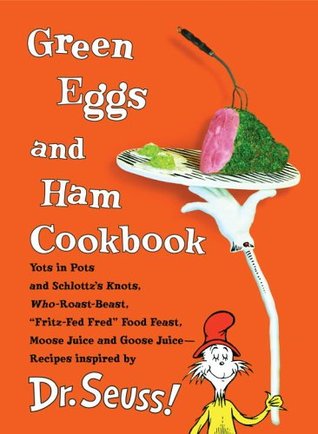 Green
Eggs
and
Ham
Cookbook
Yots in Pots
and Schlottz's Knots,
Who-Roast-Beast,
"Fritz-Fed Fred" Food Feast,
Moose Juice and Goose Juice—
Recipes inspired by
Dr. Seuss!